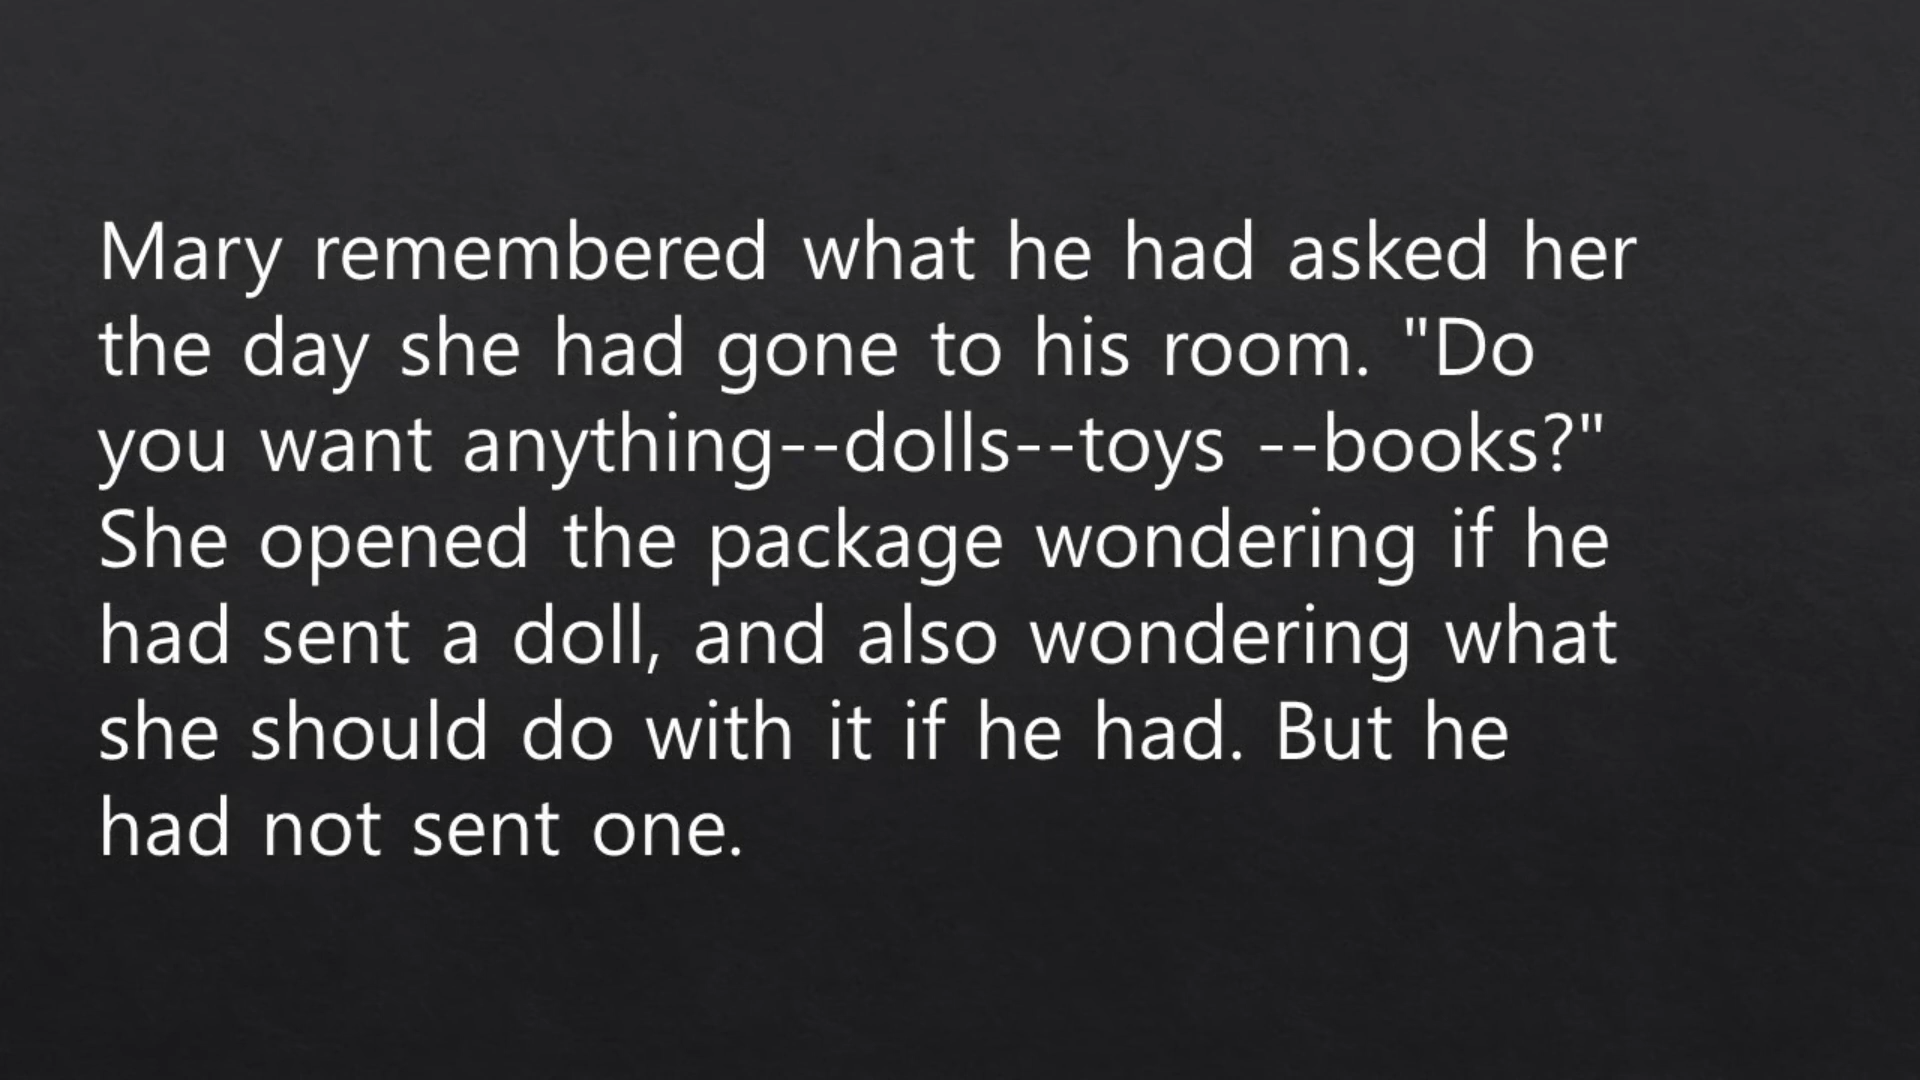 Mary remembered what he had asked her
the day she had gone to his room. "Do
you want anything--dolls--toys --books?"
She opened the package wondering if he
had sent a doll, and also wondering what
she should do with it if he had. But he
had not sent one.